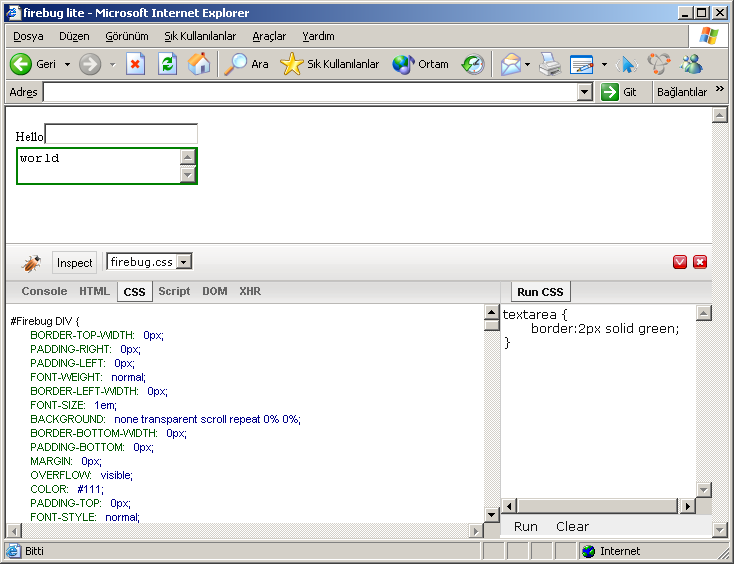 firebug lite - Microsoft Internet Explorer
Dosya Düzen Görünüm Sık Kullanılanlar Araçlar Yardım
Geri Ara Sık Kullanılanlar Ortam
Adres Git Bağlantılar »
Hello
world
Inspect firebug.css
Console HTML CSS Script DOM XHR Run CSS
#Firebug DIV {
BORDER-TOP-WIDTH: 0px;
PADDING-RIGHT: 0px;
PADDING-LEFT: 0px;
FONT-WEIGHT: normal;
BORDER-LEFT-WIDTH: 0px;
FONT-SIZE: 1em;
BACKGROUND: none transparent scroll repeat 0% 0%;
BORDER-BOTTOM-WIDTH: 0px;
PADDING-BOTTOM: 0px;
MARGIN: 0px;
OVERFLOW: visible;
COLOR: #111;
PADDING-TOP: 0px;
FONT-STYLE: normal;
textarea {
border:2px solid green;
}
Run Clear
Bitti Internet